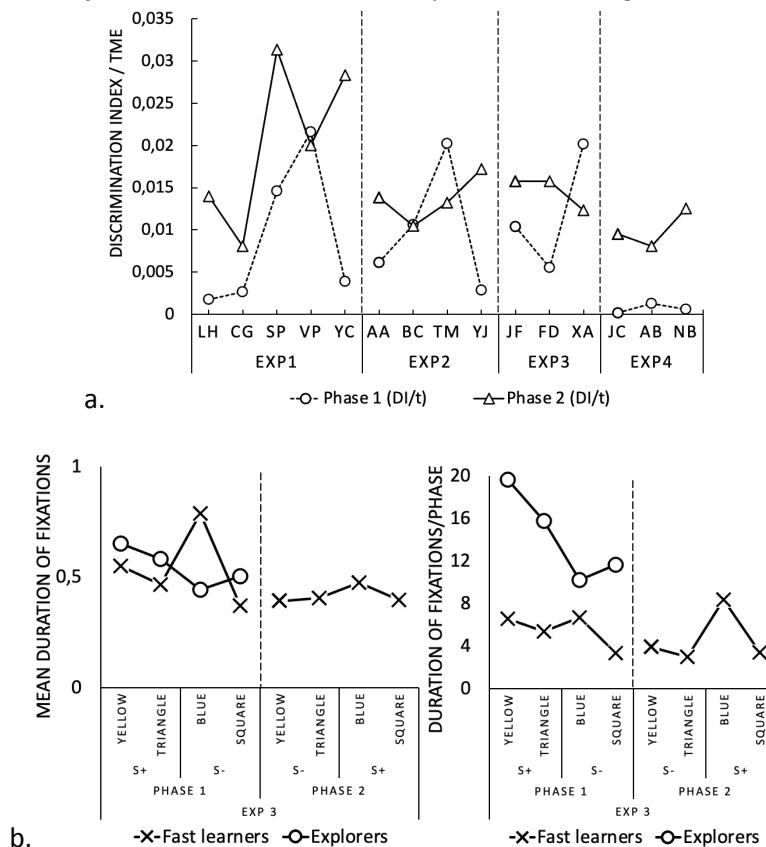 DISCRIMINATION INDEX / TME
0,035
0,03
0,025
0,02
0,015
0,01
0,005
0
LH CG SP VP YC AA BC TM YJ JF FD XA JC AB NB
EXP1 EXP2 EXP3 EXP4
a.
Phase 1 (DI/t) Phase 2 (DI/t)
MEAN DURATION OF FIXATIONS
1
0,5
0
YELLOW TRIANGLE BLUE SQUARE YELLOW TRIANGLE BLUE SQUARE
S+ S- S- S+
PHASE 1 PHASE 2
EXP 3
Fast learners Explorers
DURATION OF FIXATIONS/PHASE
20
16
12
8
4
0
YELLOW TRIANGLE BLUE SQUARE YELLOW TRIANGLE BLUE SQUARE
S+ S- S- S+
PHASE 1 PHASE 2
EXP 3
b.
Fast learners Explorers